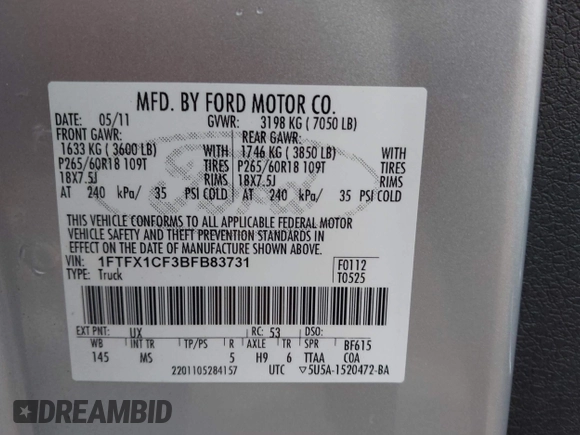 MFD. BY FORD MOTOR CO.
DATE: 05/11 GVWR: 3198 KG ( 7050 LB)
FRONT GAWR: REAR GAWR:
1633 KG ( 3600 LB) WITH 1746 KG ( 3850 LB) WITH
P265/60R18 109T TIRES P265/60R18 109T TIRES
18X7.5J RIMS 18X7.5J RIMS
AT 240 kPa/ 35 PSI COLD AT 240 kPa/ 35 PSI COLD
THIS VEHICLE CONFORMS TO ALL APPLICABLE FEDERAL MOTOR
VEHICLE SAFETY AND THEFT PREVENTION STANDARDS IN
EFFECT ON THE DATE OF MANUFACTURE SHOWN ABOVE.
VIN: 1FTFX1CF3BFB83731 F0112
TYPE: Truck T0525
EXT PNT: UX RC: 53 DSO:
WB INT TR TP/PS R AXLE TR SPR BF615
145 MS 5 H9 6 TTAA COA
2201105284157 UTC ▽5U5A-1520472-BA
DREAMBID